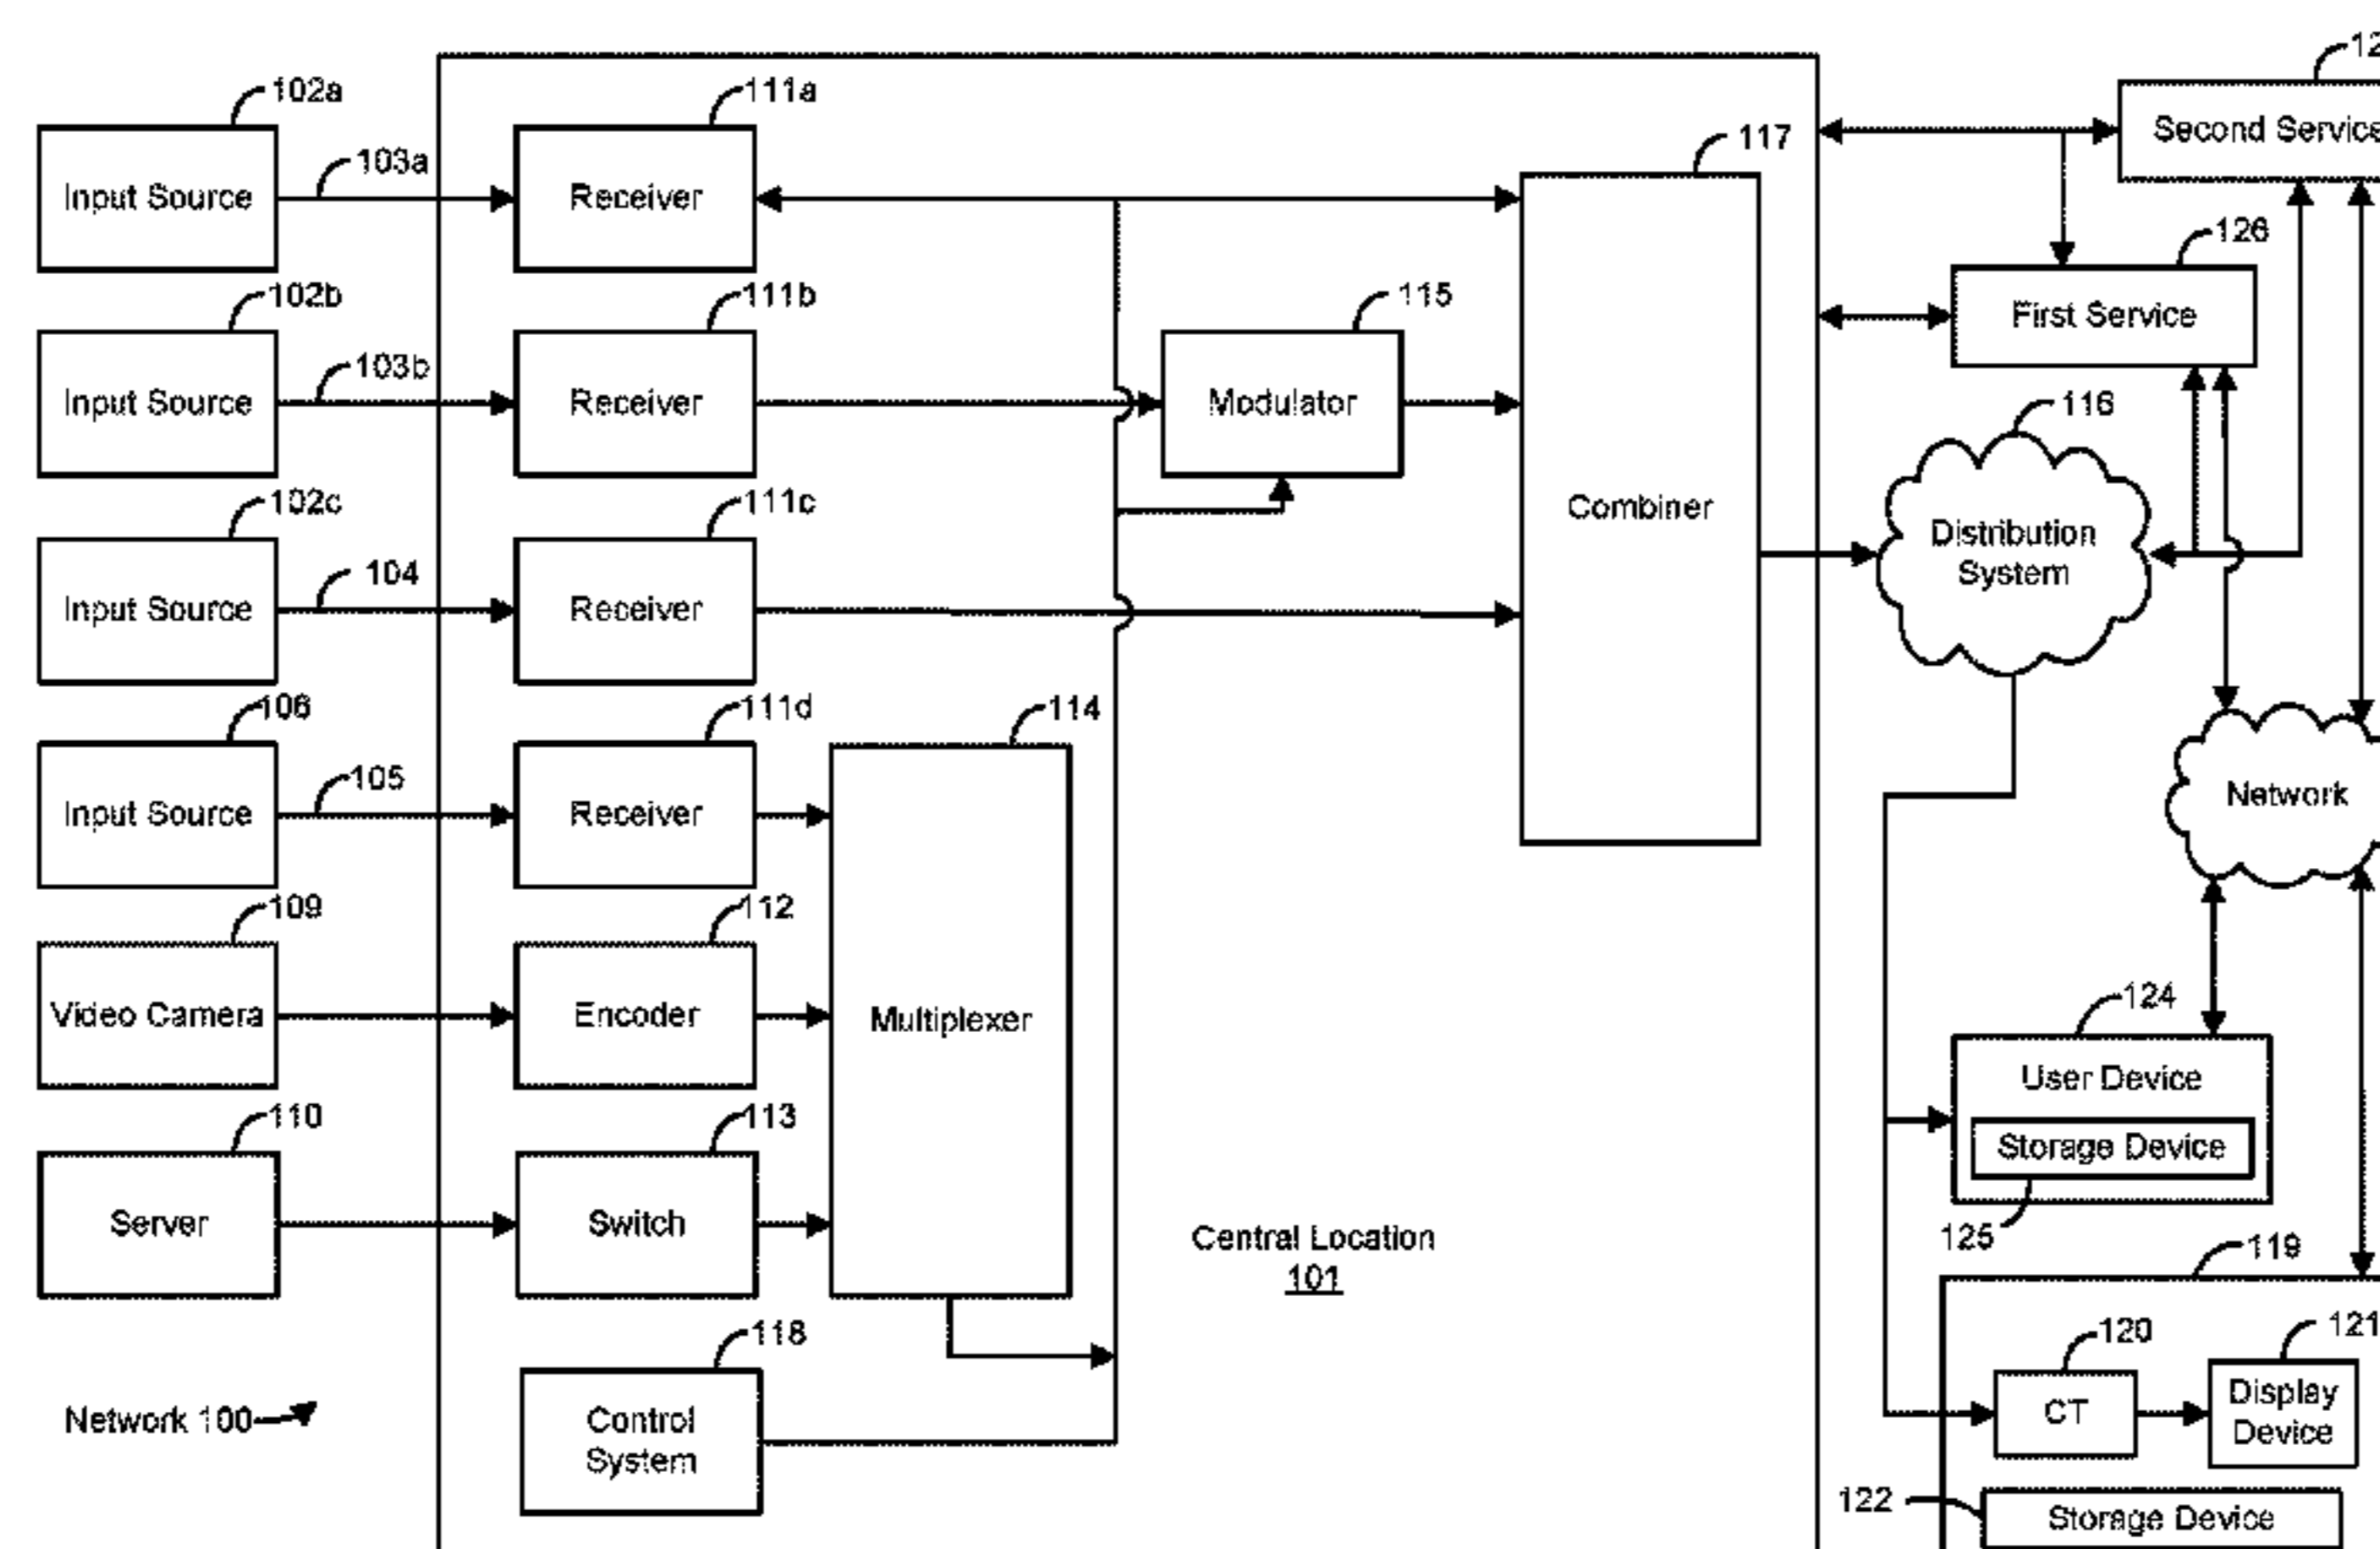 102a
111a
12
Second Service
103a
117
Input Source
Receiver
126
102b
111b
115
First Service
103b
Input Source
Receiver
Modulator
116
102c
111c
Combiner
Distribution
System
104
Input Source
Receiver
106
111d
114
105
Network
Input Source
Receiver
109
112
124
Video Camera
Encoder
Multiplexer
User Device
110
113
Storage Device
Server
Switch
Central Location
101
125
119
118
120
121
Network 100
Control
System
CT
Display
Device
122
Storage Device